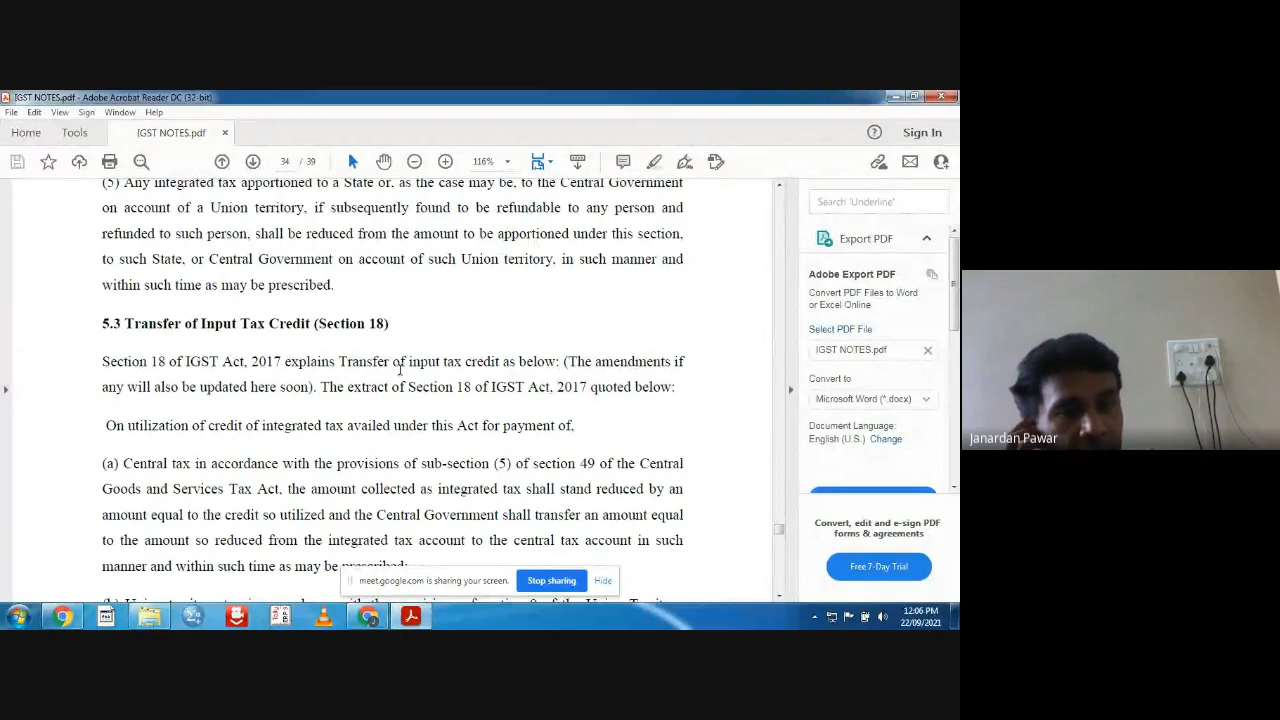 IGST NOTES.pdf - Adobe Acrobat Reader DC (32-bit)
File Edit View Sign Window Help
Home Tools IGST NOTES.pdf × Sign In
34 / 39 116%
(5) Any integrated tax apportioned to a State or, as the case may be, to the Central Government
on account of a Union territory, if subsequently found to be refundable to any person and
refunded to such person, shall be reduced from the amount to be apportioned under this section,
to such State, or Central Government on account of such Union territory, in such manner and
within such time as may be prescribed.
5.3 Transfer of Input Tax Credit (Section 18)
Section 18 of IGST Act, 2017 explains Transfer of input tax credit as below: (The amendments if
any will also be updated here soon). The extract of Section 18 of IGST Act, 2017 quoted below:
On utilization of credit of integrated tax availed under this Act for payment of,
(a) Central tax in accordance with the provisions of sub-section (5) of section 49 of the Central
Goods and Services Tax Act, the amount collected as integrated tax shall stand reduced by an
amount equal to the credit so utilized and the Central Government shall transfer an amount equal
to the amount so reduced from the integrated tax account to the central tax account in such
manner and within such time as may be prescribed;
Search 'Underline'
Export PDF
Adobe Export PDF
Convert PDF Files to Word
or Excel Online
Select PDF File
IGST NOTES.pdf
Convert to
Microsoft Word (*.docx)
Document Language:
English (U.S.) Change
Convert, edit and e-sign PDF
forms & agreements
Free 7-Day Trial
meet.google.com is sharing your screen. Stop sharing Hide
12:06 PM
22/09/2021
Janardan Pawar